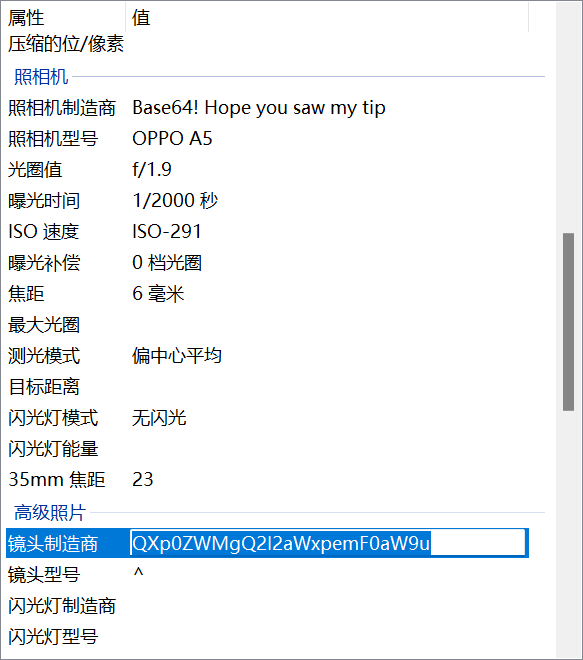 属性 值
压缩的位/像素
照相机
照相机制造商 Base64! Hope you saw my tip
照相机型号 OPPO A5
光圈值 f/1.9
曝光时间 1/2000 秒
ISO 速度 ISO-291
曝光补偿 0 档光圈
焦距 6 毫米
最大光圈
测光模式 偏中心平均
目标距离
闪光灯模式 无闪光
闪光灯能量
35mm 焦距 23
高级照片
镜头制造商 QXp0ZWMgQ2l2aWxpemF0aW9u
镜头型号 ^
闪光灯制造商
闪光灯型号